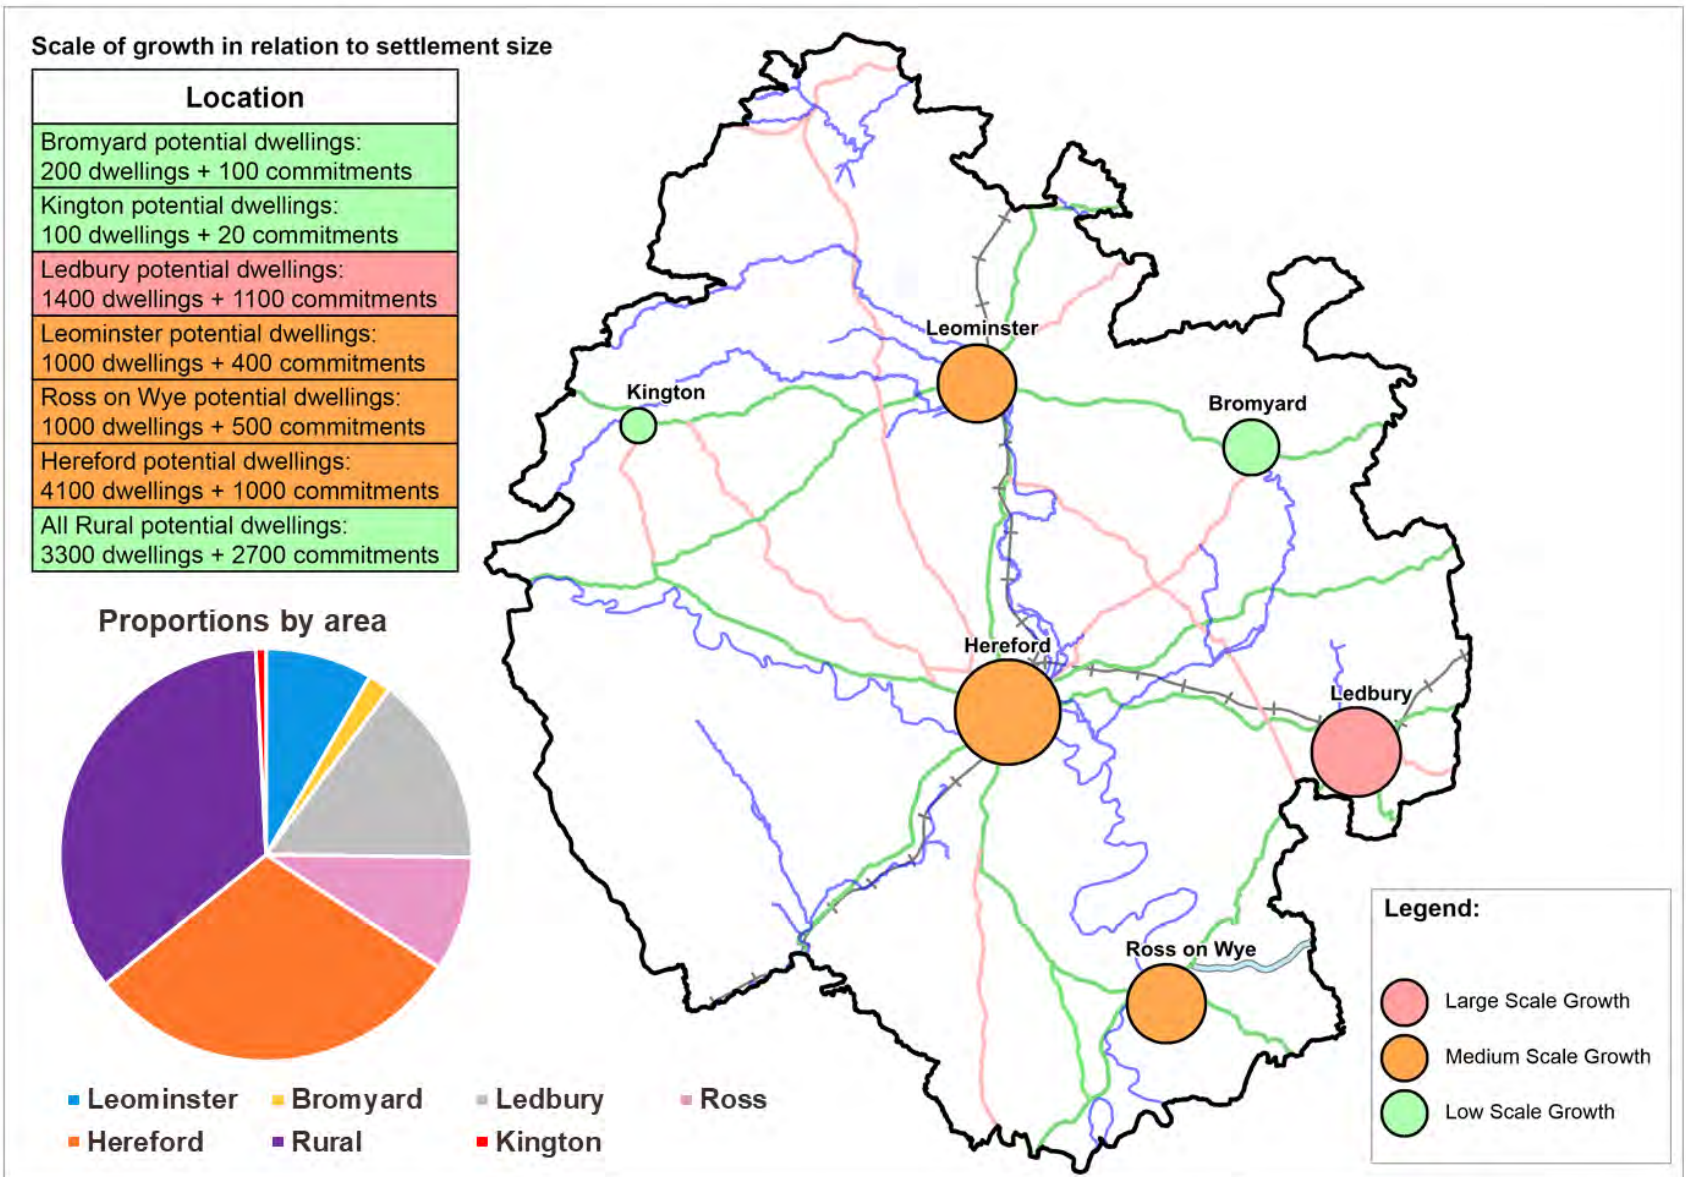 Scale of growth in relation to settlement size
Location
Bromyard potential dwellings:
200 dwellings + 100 commitments
Kington potential dwellings:
100 dwellings + 20 commitments
Ledbury potential dwellings:
1400 dwellings + 1100 commitments
Leominster potential dwellings:
1000 dwellings + 400 commitments
Ross on Wye potential dwellings:
1000 dwellings + 500 commitments
Hereford potential dwellings:
4100 dwellings + 1000 commitments
All Rural potential dwellings:
3300 dwellings + 2700 commitments
Proportions by area
Leominster
Bromyard
Ledbury
Ross
Hereford
Rural
Kington
Leominster
Kington
Bromyard
Hereford
Ledbury
Ross on Wye
Legend:
Large Scale Growth
Medium Scale Growth
Low Scale Growth